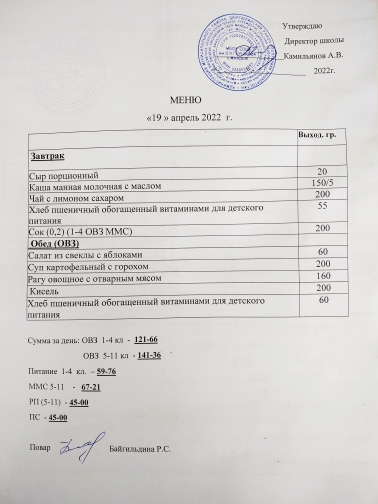 Утверждаю
Директор школы
Камильянов А.В.
2022г.
МЕНЮ
«19 » апрель 2022 г.
Выход. гр.
Завтрак
Сыр порционный 20
Каша манная молочная с маслом 150/5
Чай с лимоном сахаром 200
Хлеб пшеничный обогащенный витаминами для детского 55
питания
Сок (0,2) (1-4 ОВЗ ММС) 200
Обед (ОВЗ)
Салат из свеклы с яблоками 60
Суп картофельный с горохом 200
Рагу овощное с отварным мясом 160
Кисель 200
Хлеб пшеничный обогащенный витаминами для детского 60
питания
Сумма за день: ОВЗ 1-4 кл - 121-66
ОВЗ 5-11 кл - 141-36
Питание 1-4 кл. – 59-76
ММС 5-11 - 67-21
РП (5-11) - 45-00
ПС - 45-00
Повар Байгильдина Р.С.